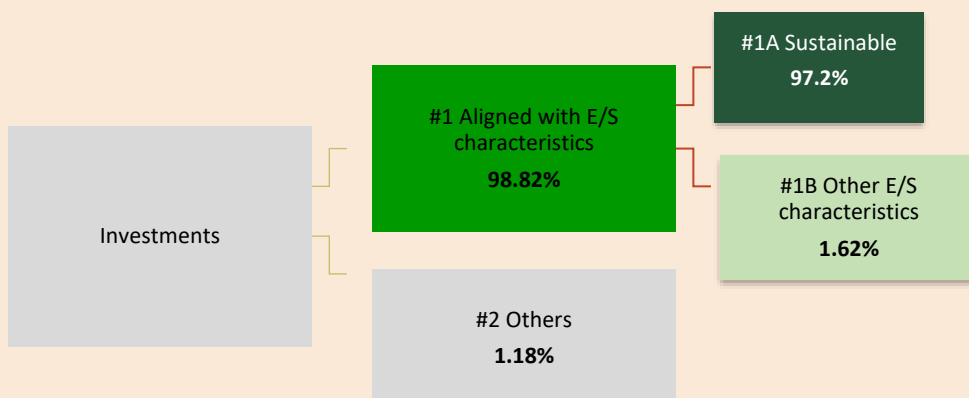 Investments
#1 Aligned with E/S
characteristics
98.82%
#2 Others
1.18%
#1A Sustainable
97.2%
#1B Other E/S
characteristics
1.62%